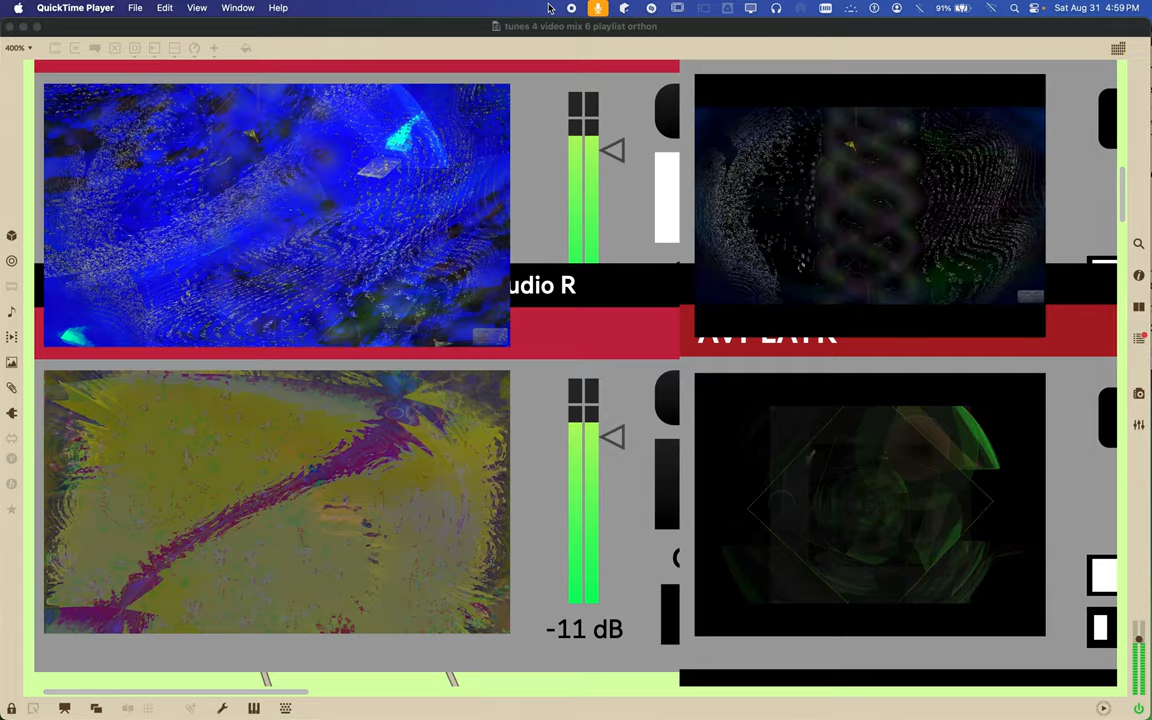 QuickTime Player File Edit View Window Help
91%
Sat Aug 31 4:59 PM
tunes 4 video mix 6 playlist orthon
400%
udio R
-11 dB